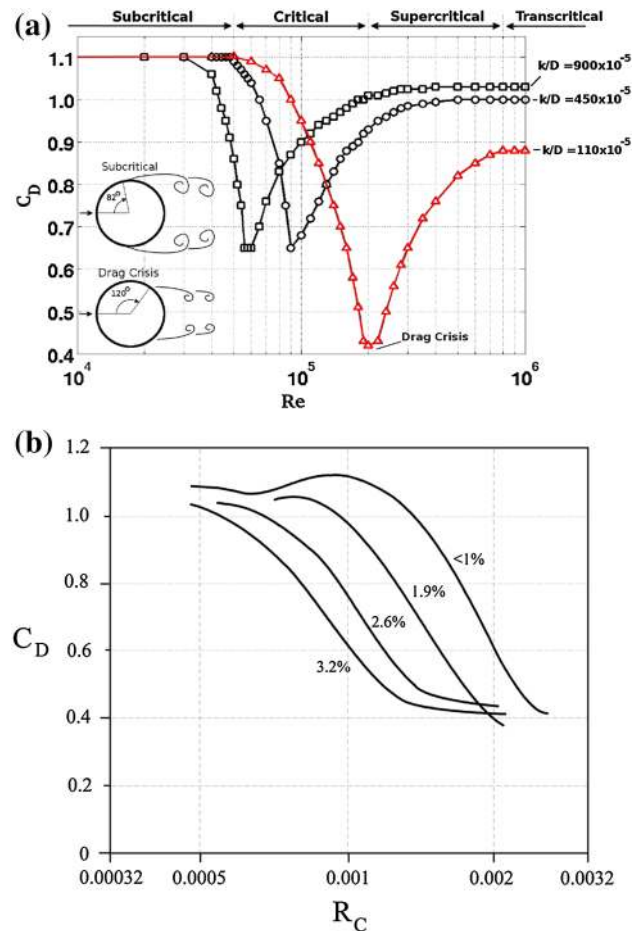 (a)
Subcritical Critical Supercritical Transcritical
1.1
1.0
0.9
0.8
0.7
0.6
0.5
0.4
C_D
k/D =900x10^-5
k/D =450x10^-5
k/D =110x10^-5
Subcritical
82°
Drag Crisis
120°
Drag Crisis
10^4 10^5 10^6
Re
(b)
1.2
1.0
0.8
0.6
0.4
0.2
0
C_D
<1%
1.9%
2.6%
3.2%
0.00032 0.0005 0.001 0.002 0.0032
R_C